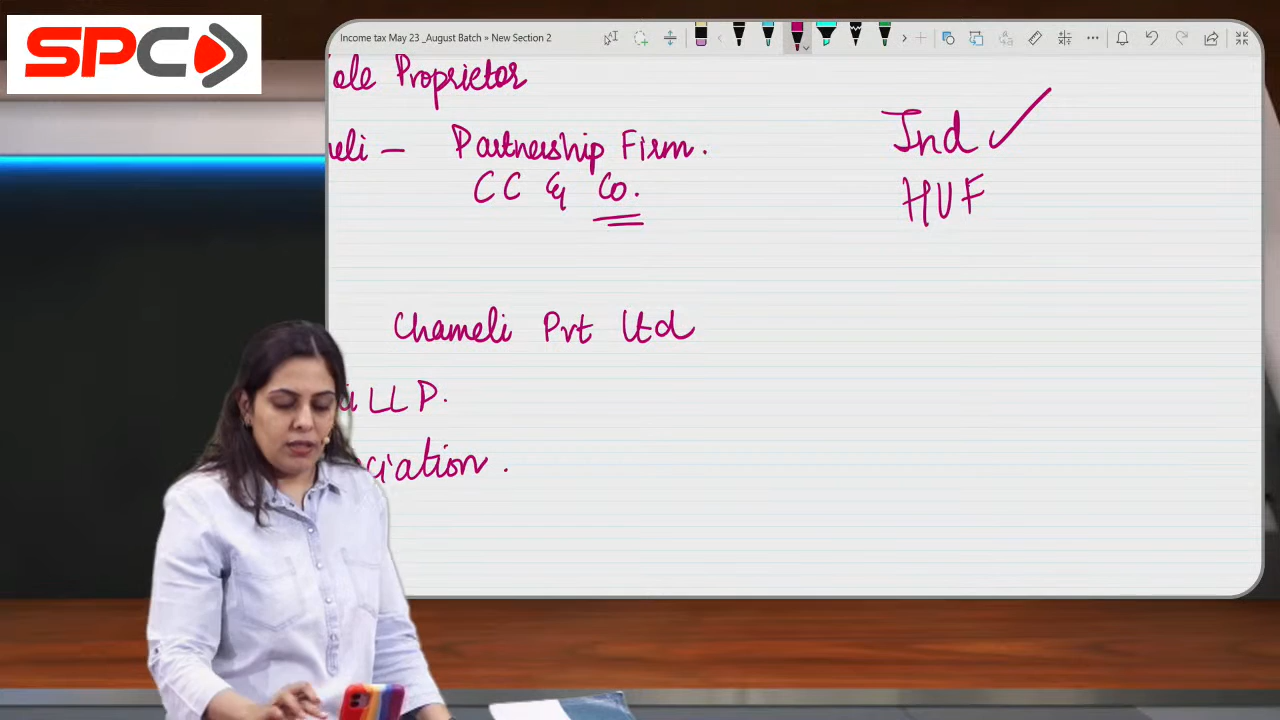 SPC
Income tax May 23 _August Batch » New Section 2
ole Proprietor
eli - Partnership Firm.
CC & Co.
Ind ✓
HUF
Chameli Pvt Ltd
i LLP.
ciation.